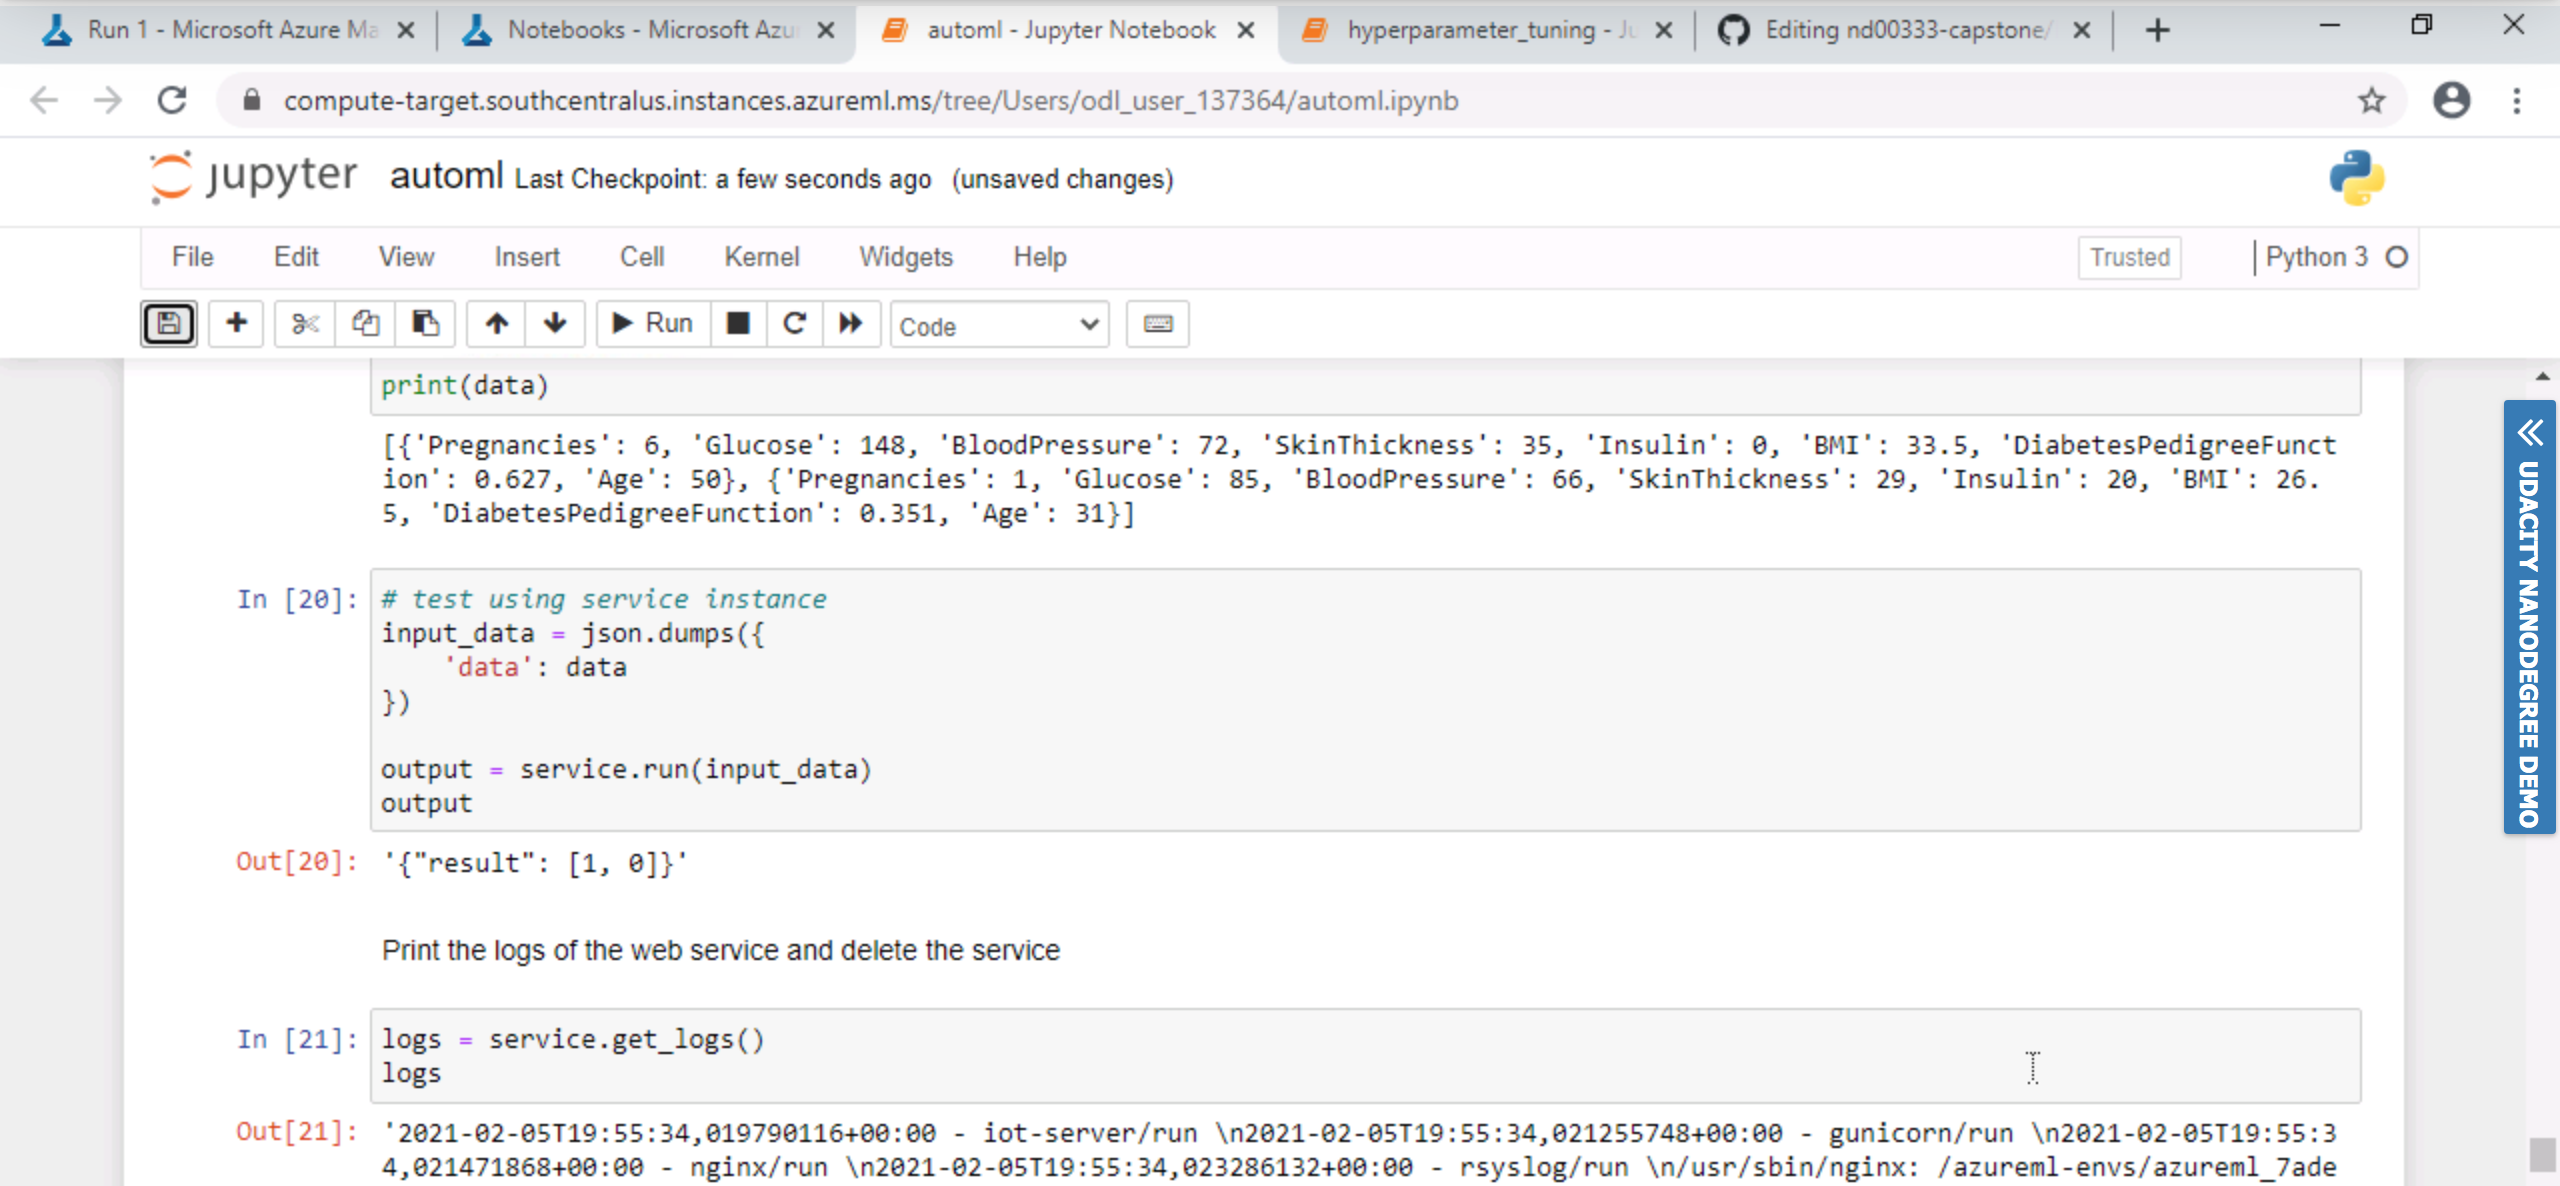 Run 1 - Microsoft Azure Ma
Notebooks - Microsoft Azu
automl - Jupyter Notebook
hyperparameter_tuning - Ju
Editing nd00333-capstone/
compute-target.southcentralus.instances.azureml.ms/tree/Users/odl_user_137364/automl.ipynb
jupyter automl Last Checkpoint: a few seconds ago (unsaved changes)
File Edit View Insert Cell Kernel Widgets Help Trusted Python 3
Run Code
print(data)
[{'Pregnancies': 6, 'Glucose': 148, 'BloodPressure': 72, 'SkinThickness': 35, 'Insulin': 0, 'BMI': 33.5, 'DiabetesPedigreeFunct
ion': 0.627, 'Age': 50}, {'Pregnancies': 1, 'Glucose': 85, 'BloodPressure': 66, 'SkinThickness': 29, 'Insulin': 20, 'BMI': 26.
5, 'DiabetesPedigreeFunction': 0.351, 'Age': 31}]
In [20]: # test using service instance
input_data = json.dumps({
    'data': data
})
output = service.run(input_data)
output
Out[20]: '{"result": [1, 0]}'
Print the logs of the web service and delete the service
In [21]: logs = service.get_logs()
logs
Out[21]: '2021-02-05T19:55:34,019790116+00:00 - iot-server/run \n2021-02-05T19:55:34,021255748+00:00 - gunicorn/run \n2021-02-05T19:55:3
4,021471868+00:00 - nginx/run \n2021-02-05T19:55:34,023286132+00:00 - rsyslog/run \n/usr/sbin/nginx: /azureml-envs/azureml_7ade
UDACITY NANODEGREE DEMO